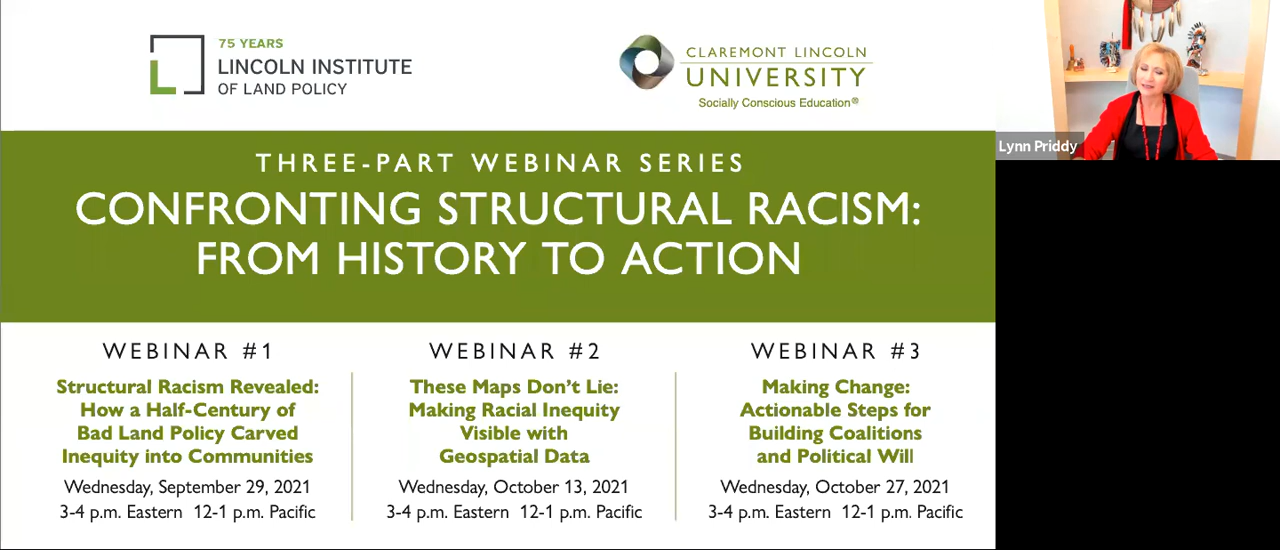 75 YEARS
LINCOLN INSTITUTE
OF LAND POLICY
CLAREMONT LINCOLN
UNIVERSITY
Socially Conscious Education®
Lynn Priddy
THREE-PART WEBINAR SERIES
CONFRONTING STRUCTURAL RACISM:
FROM HISTORY TO ACTION
WEBINAR #1
Structural Racism Revealed:
How a Half-Century of
Bad Land Policy Carved
Inequity into Communities
Wednesday, September 29, 2021
3-4 p.m. Eastern 12-1 p.m. Pacific
WEBINAR #2
These Maps Don't Lie:
Making Racial Inequity
Visible with
Geospatial Data
Wednesday, October 13, 2021
3-4 p.m. Eastern 12-1 p.m. Pacific
WEBINAR #3
Making Change:
Actionable Steps for
Building Coalitions
and Political Will
Wednesday, October 27, 2021
3-4 p.m. Eastern 12-1 p.m. Pacific